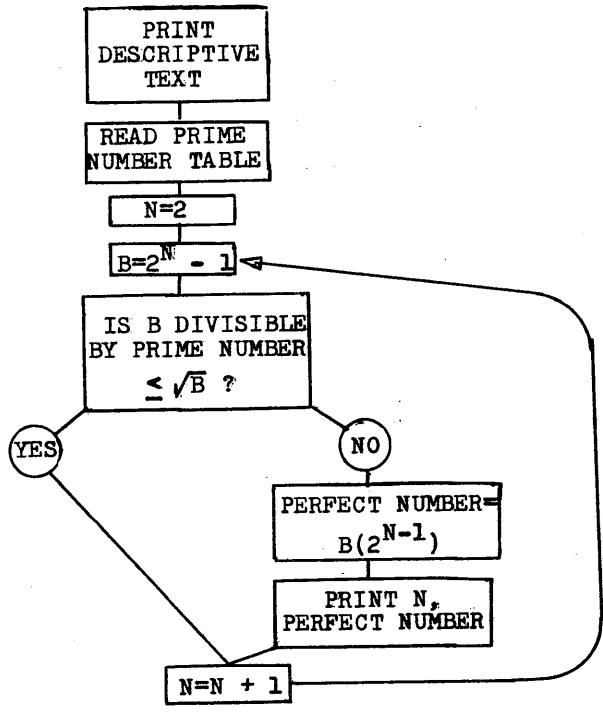 PRINT
DESCRIPTIVE
TEXT
READ PRIME
NUMBER TABLE
N=2
B=2^N - 1
IS B DIVISIBLE
BY PRIME NUMBER
≤ √B ?
YES
NO
PERFECT NUMBER=
B(2^N-1)
PRINT N,
PERFECT NUMBER
N=N + 1